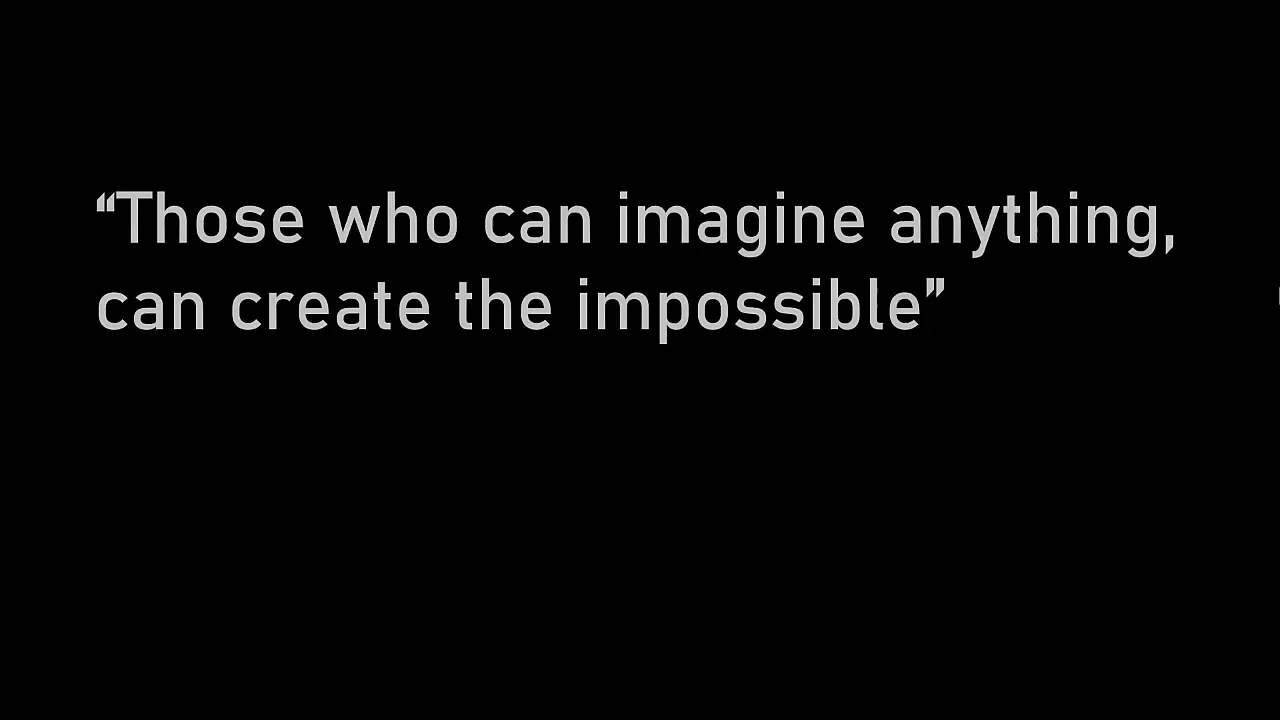 “Those who can imagine anything,
can create the impossible”